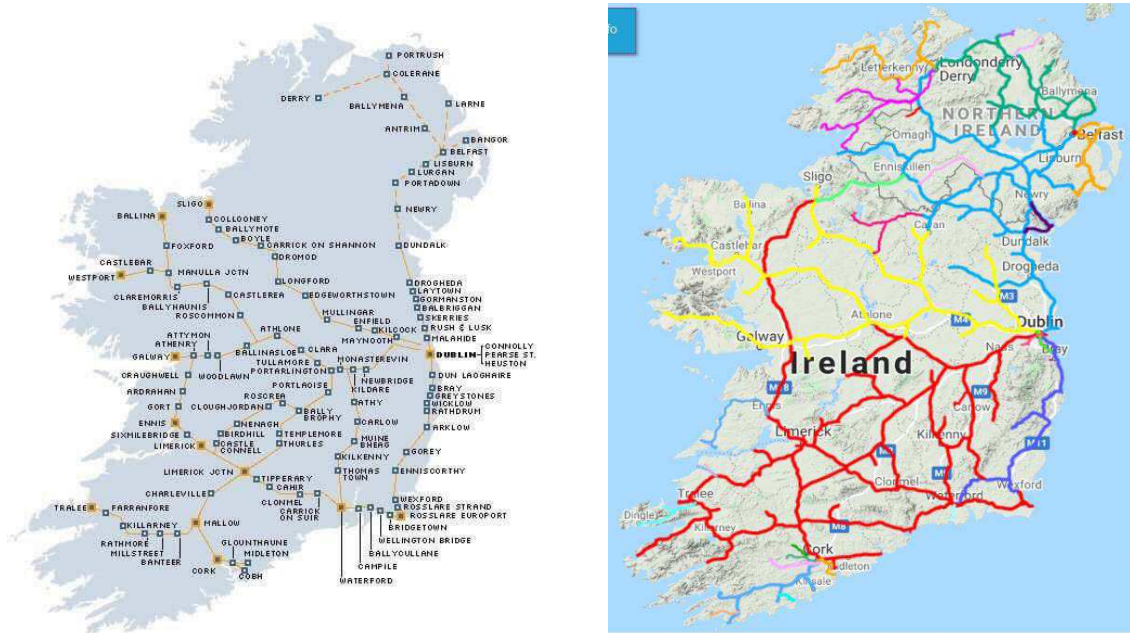 PORTRUSH
COLERANE
DERRY
BALLYMENA
LARNE
ANTRIM
BANGOR
BELFAST
LISBURN
LURGAN
PORTADOWN
NEWRY
SLIGO
BALLINA
COLLOONEY
BALLYMOTE
BOYLE
CARRICK ON SHANNON
FOXFORD
DUNDALK
DROMOD
CASTLEBAR
MANULLA JCTN
WESTPORT
LONGFORD
DROGHEDA
LAYTOWN
CLAREMORRIS
CASTLEREA
EDGEWORTHSTOWN
GORMANSTON
BALLYHAUNIS
BALBRIGGAN
ROSCOMMON
MULLINGAR
SKERRIES
ENFIELD
RUSH & LUSK
ATTYMON
ATHLONE
KILCOCK
ATHENRY
MAYNOOTH
MALAHIDE
GALWAY
BALLINASLOE
CLARA
MONASTEREVIN
DUBLIN
CONNOLLY
PEARSE ST.
HEUSTON
TULLAMORE
CRAUGHWELL
WOODLAWN
PORTARLINGTON
NEWBRIDGE
DUN LAOGHAIRE
KILDARE
PORTLAOISE
ARDRAHAN
BRAY
ROSCREA
ATHY
GREYSTONES
WICKLOW
GORT
CLOUGHJORDAN
BALLY
BROPHY
RATHDRUM
ENNIS
NENAGH
CARLOW
ARKLOW
SIXMILEBRIDGE
BIRDHILL
TEMPLEMORE
MUINE
BHEAG
LIMERICK
CASTLE
CONNELL
THURLES
GOREY
KILKENNY
LIMERICK JCTN
THOMAS
TOWN
ENNISCORTHY
TIPPERARY
CAHIR
CHARLEVILLE
CLONMEL
WEXFORD
TRALEE
FARRANFORE
CARRICK
ON SUIR
ROSSLARE STRAND
ROSSLARE EUROPORT
KILLARNEY
MALLOW
BRIDGETOWN
RATHMORE
GLOUNTHAUNE
WELLINGTON BRIDGE
MILLSTREET
MIDLETON
BALLYCULLANE
BANTEER
CAMPILE
CORK
COBH
WATERFORD
fo
Letterkenny
Londonderry
Derry
Ballymena
NORTHERN
IRELAND
Omagh
Belfast
Lisburn
Enniskillen
Sligo
Newry
Ballina
Cavan
Dundalk
Castlebar
Drogheda
Westport
M3
Athlone
M4
Dublin
Galway
Naas
Bray
Ireland
M9
Ennis
Carlow
Limerick
Kilkenny
M11
Clonmel
Wexford
Waterford
Tralee
Dingle
Killarney
M8
Cork
Kinsale